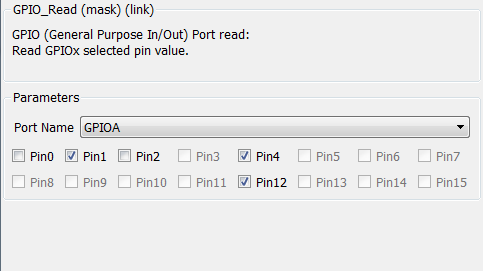 GPIO_Read (mask) (link)
GPIO (General Purpose In/Out) Port read:
Read GPIOx selected pin value.
Parameters
Port Name GPIOA
Pin0 Pin1 Pin2 Pin3 Pin4 Pin5 Pin6 Pin7
Pin8 Pin9 Pin10 Pin11 Pin12 Pin13 Pin14 Pin15